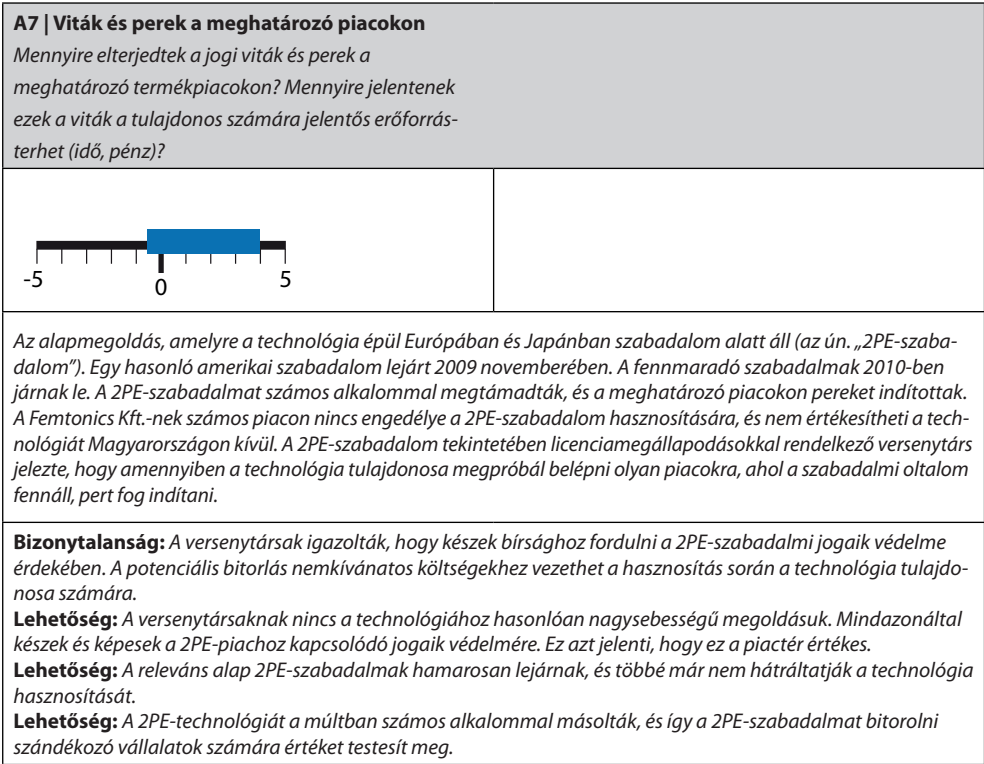 A7 | Viták és perek a meghatározó piacokon
Mennyire elterjedtek a jogi viták és perek a
meghatározó termékpiacokon? Mennyire jelentenek
ezek a viták a tulajdonos számára jelentős erőforrás-
terhet (idő, pénz)?
-5 0 5
Az alapmegoldás, amelyre a technológia épül Európában és Japánban szabadalom alatt áll (az ún. „2PE-szaba-
dalom”). Egy hasonló amerikai szabadalom lejárt 2009 novemberében. A fennmaradó szabadalmak 2010-ben
járnak le. A 2PE-szabadalmat számos alkalommal megtámadták, és a meghatározó piacokon pereket indítottak.
A Femtonics Kft.-nek számos piacon nincs engedélye a 2PE-szabadalom hasznosítására, és nem értékesítheti a tech-
nológiát Magyarországon kívül. A 2PE-szabadalom tekintetében licenciamegállapodásokkal rendelkező versenytárs
jelezte, hogy amennyiben a technológia tulajdonosa megpróbál belépni olyan piacokra, ahol a szabadalmi oltalom
fennáll, pert fog indítani.
Bizonytalanság: A versenytársak igazolták, hogy készek bírsághoz fordulni a 2PE-szabadalmi jogaik védelme
érdekében. A potenciális bitorlás nemkívánatos költségekhez vezethet a hasznosítás során a technológia tulajdo-
nosa számára.
Lehetőség: A versenytársaknak nincs a technológiához hasonlóan nagysebességű megoldásuk. Mindazonáltal
készek és képesek a 2PE-piachoz kapcsolódó jogaik védelmére. Ez azt jelenti, hogy ez a piactér értékes.
Lehetőség: A releváns alap 2PE-szabadalmak hamarosan lejárnak, és többé már nem hátráltatják a technológia
hasznosítását.
Lehetőség: A 2PE-technológiát a múltban számos alkalommal másolták, és így a 2PE-szabadalmat bitorolni
szándékozó vállalatok számára értéket testesít meg.